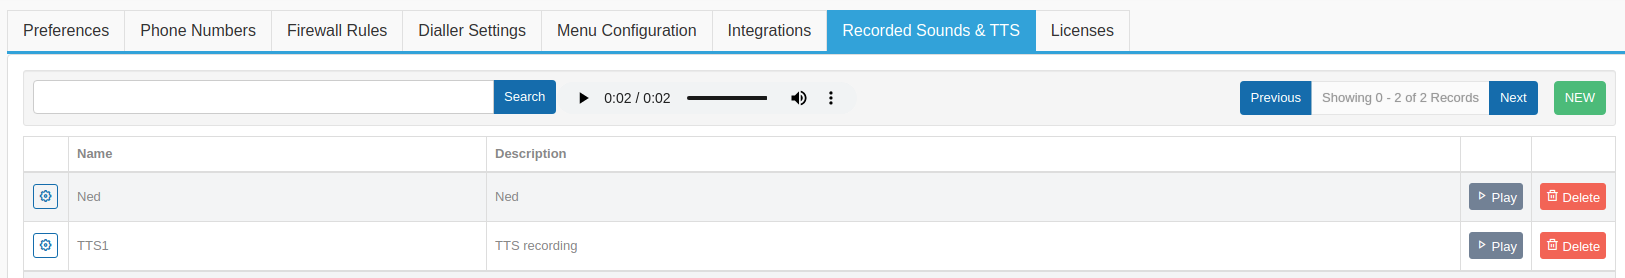 Preferences Phone Numbers Firewall Rules Dialler Settings Menu Configuration Integrations Recorded Sounds & TTS Licenses
Search 0:02 / 0:02 Previous Showing 0 - 2 of 2 Records Next NEW
Name Description
Ned Ned Play Delete
TTS1 TTS recording Play Delete